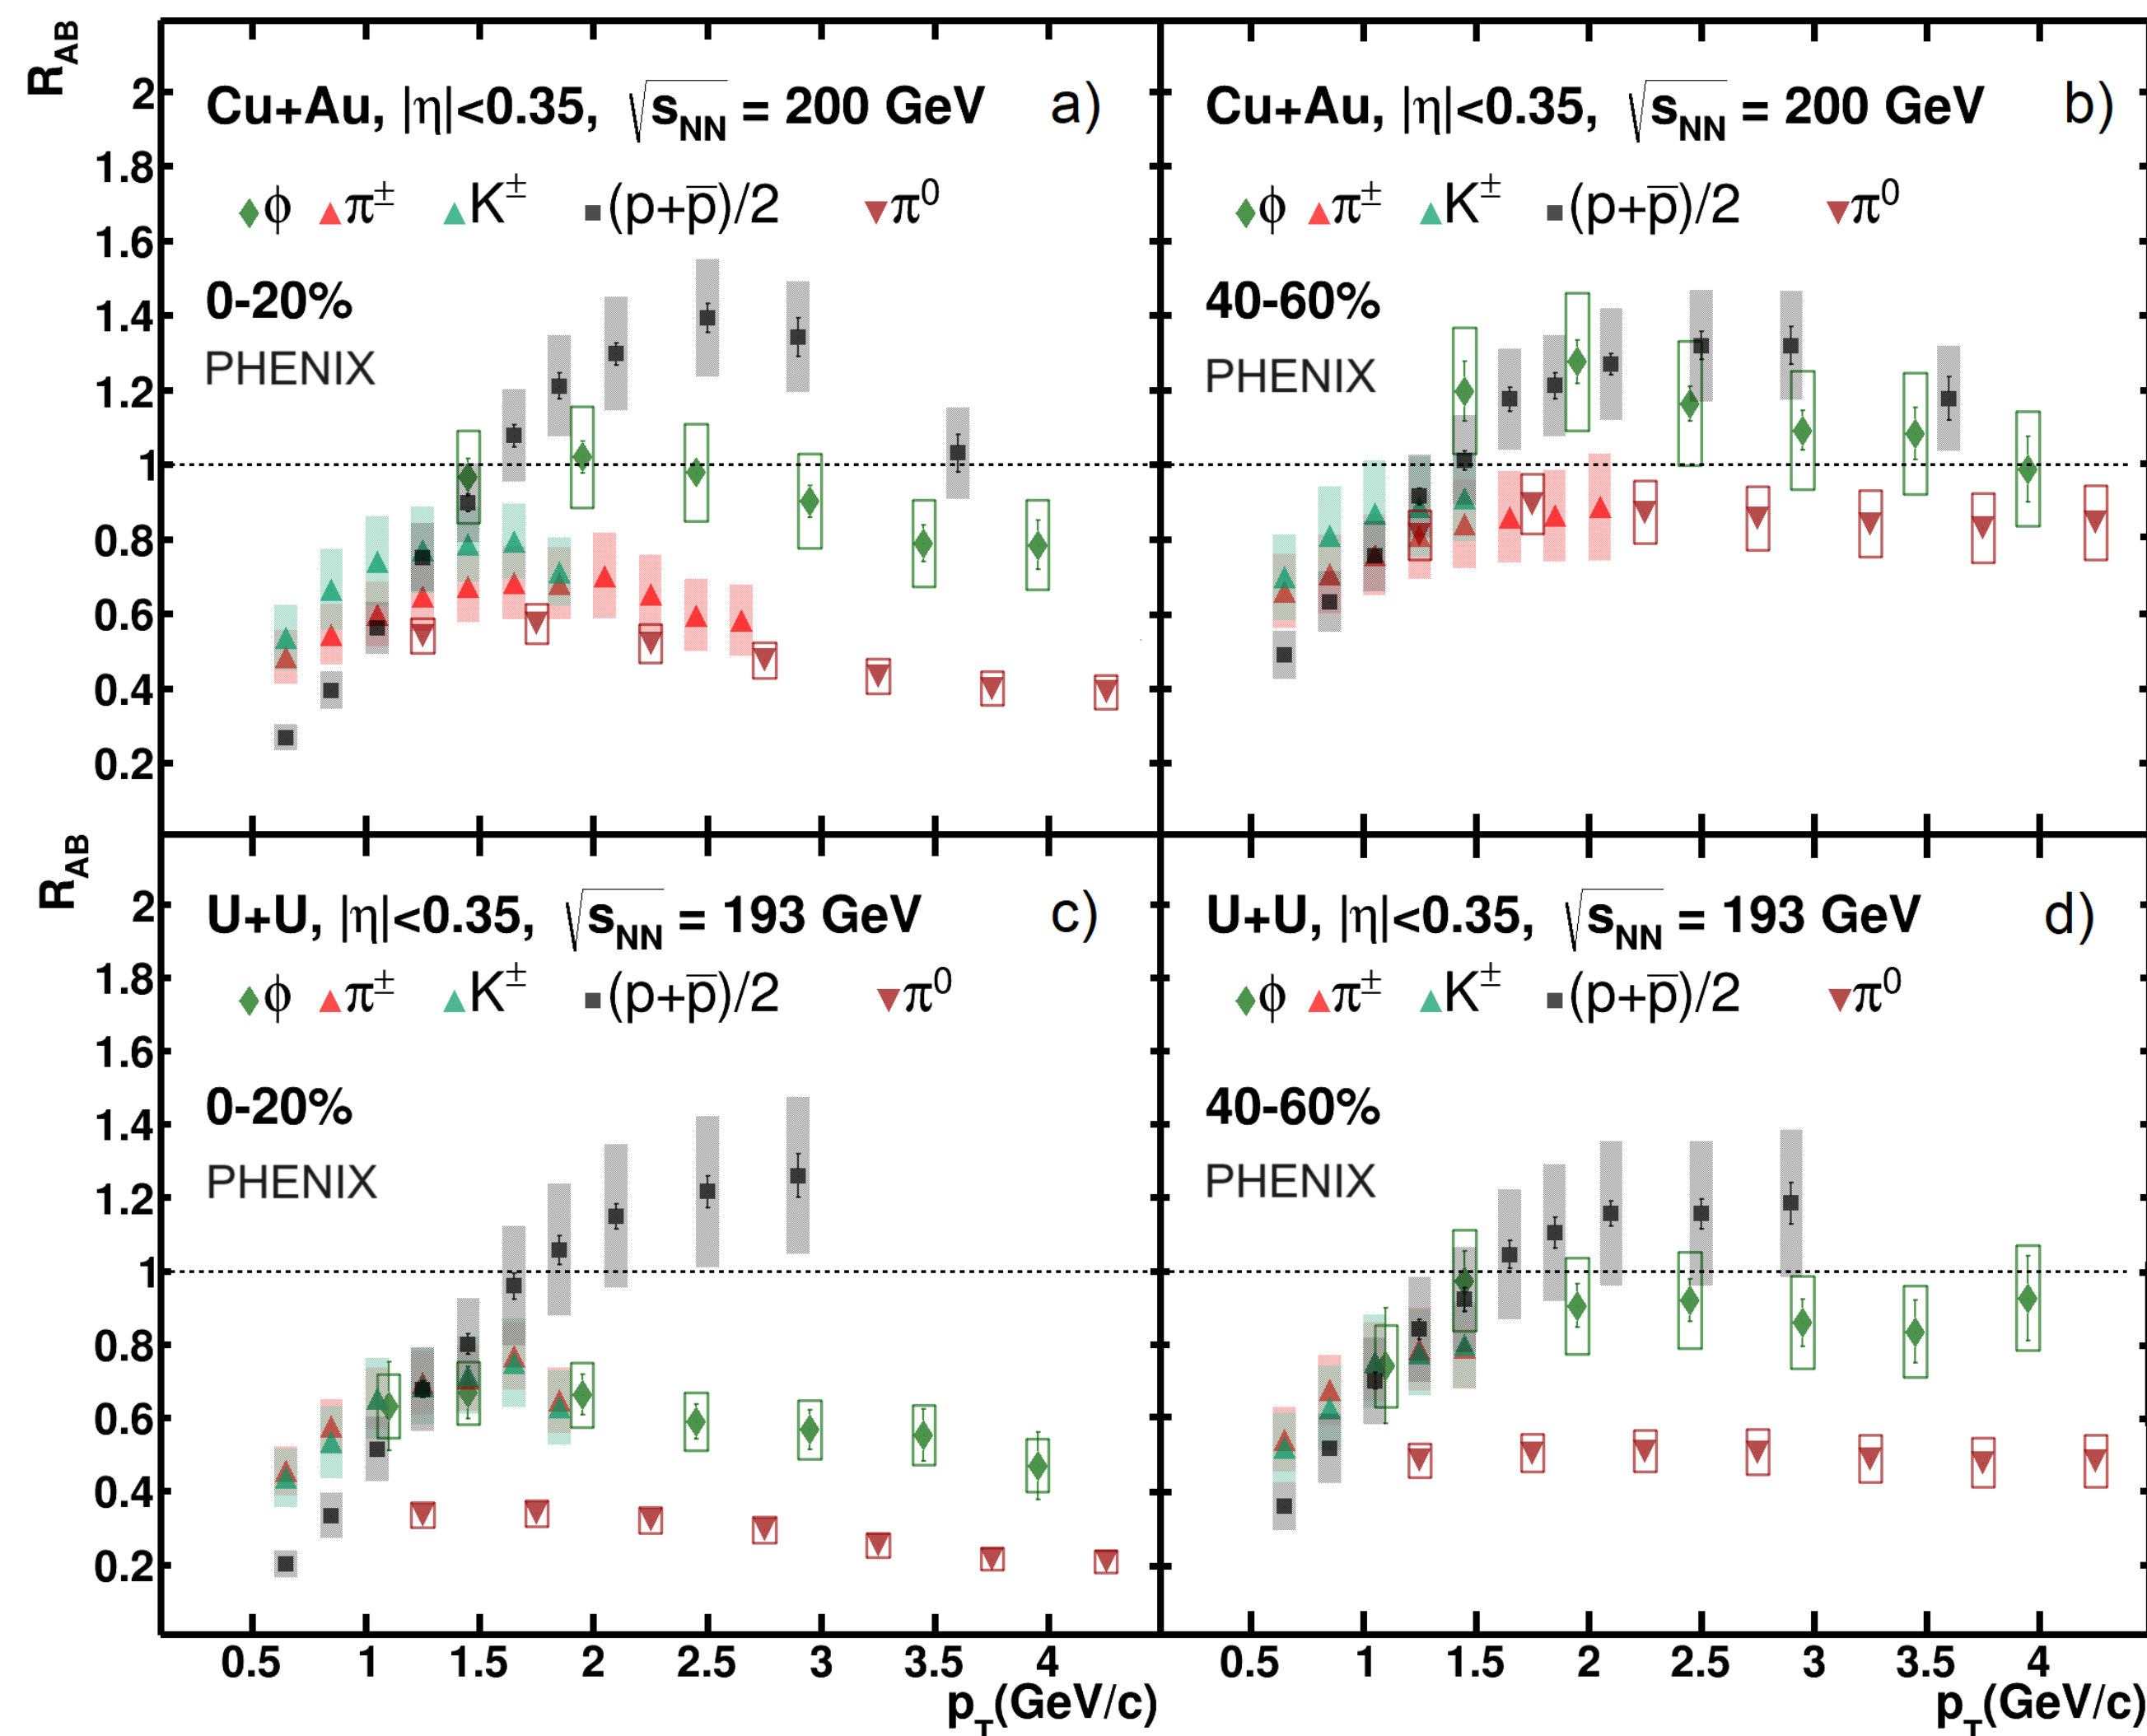 R_AB
Cu+Au, |η|<0.35, √s_NN = 200 GeV a)
ϕ π± K± (p+p̅)/2 π⁰
0-20%
PHENIX
2
1.8
1.6
1.4
1.2
1
0.8
0.6
0.4
0.2
Cu+Au, |η|<0.35, √s_NN = 200 GeV b)
ϕ π± K± (p+p̅)/2 π⁰
40-60%
PHENIX
R_AB
U+U, |η|<0.35, √s_NN = 193 GeV c)
ϕ π± K± (p+p̅)/2 π⁰
0-20%
PHENIX
2
1.8
1.6
1.4
1.2
1
0.8
0.6
0.4
0.2
0.5 1 1.5 2 2.5 3 3.5 4
p_T(GeV/c)
U+U, |η|<0.35, √s_NN = 193 GeV d)
ϕ π± K± (p+p̅)/2 π⁰
40-60%
PHENIX
0.5 1 1.5 2 2.5 3 3.5 4
p_T(GeV/c)